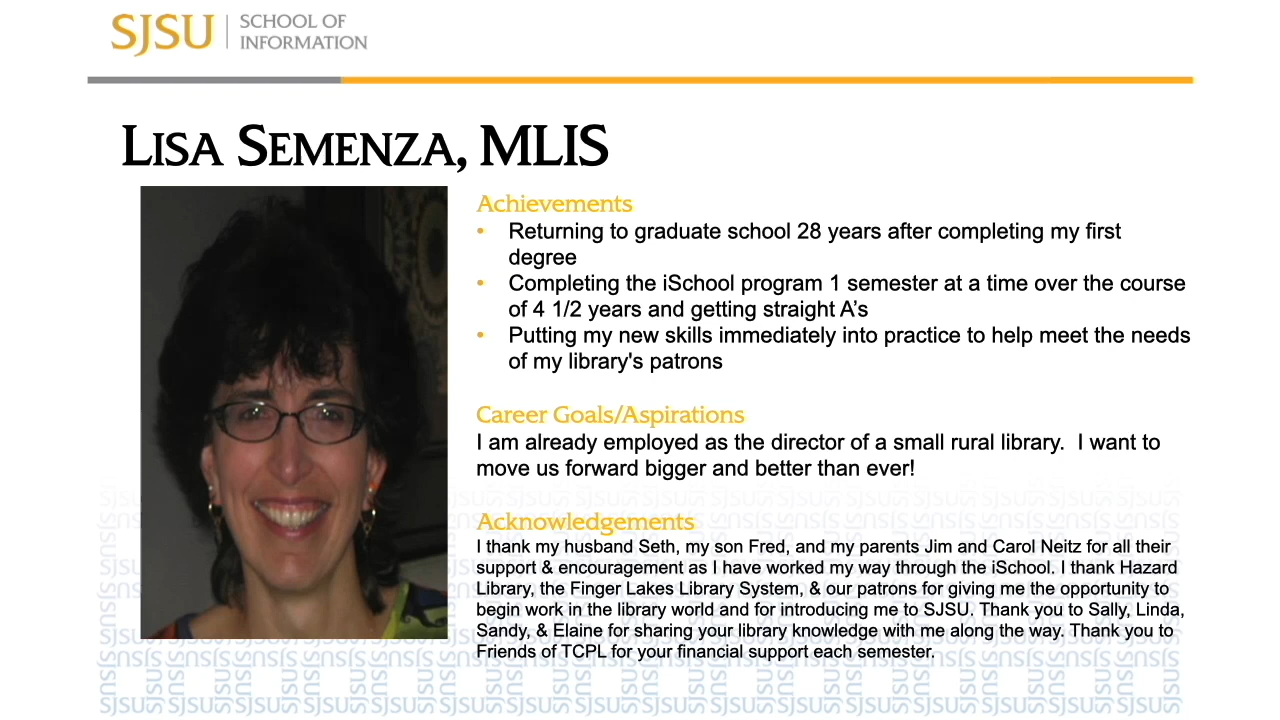 SJSU | SCHOOL OF
INFORMATION
LISA SEMENZA, MLIS
Achievements
• Returning to graduate school 28 years after completing my first
degree
• Completing the iSchool program 1 semester at a time over the course
of 4 1/2 years and getting straight A’s
• Putting my new skills immediately into practice to help meet the needs
of my library's patrons
Career Goals/Aspirations
I am already employed as the director of a small rural library.  I want to
move us forward bigger and better than ever!
Acknowledgements
I thank my husband Seth, my son Fred, and my parents Jim and Carol Neitz for all their
support & encouragement as I have worked my way through the iSchool. I thank Hazard
Library, the Finger Lakes Library System, & our patrons for giving me the opportunity to
begin work in the library world and for introducing me to SJSU. Thank you to Sally, Linda,
Sandy, & Elaine for sharing your library knowledge with me along the way. Thank you to
Friends of TCPL for your financial support each semester.